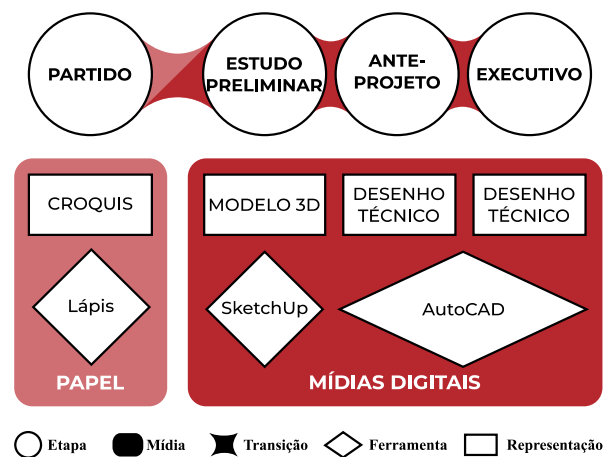 PARTIDO
ESTUDO
PRELIMINAR
ANTE-
PROJETO
EXECUTIVO
CROQUIS
MODELO 3D
DESENHO
TÉCNICO
DESENHO
TÉCNICO
Lápis
SketchUp
AutoCAD
PAPEL
MÍDIAS DIGITAIS
Etapa
Mídia
Transição
Ferramenta
Representação